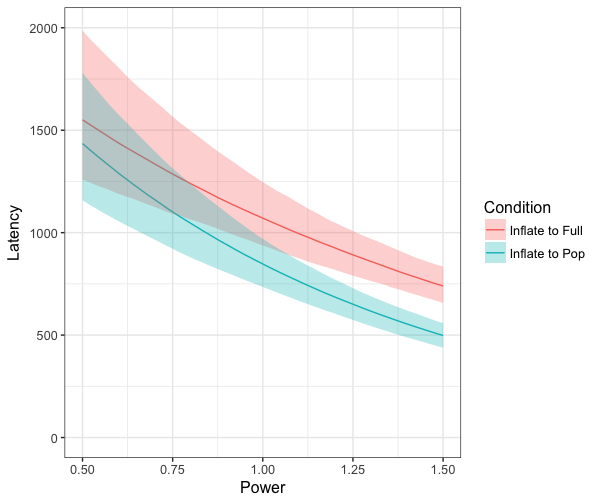 2000
1500
1000
500
0
Latency
0.50 0.75 1.00 1.25 1.50
Power
Condition
Inflate to Full
Inflate to Pop